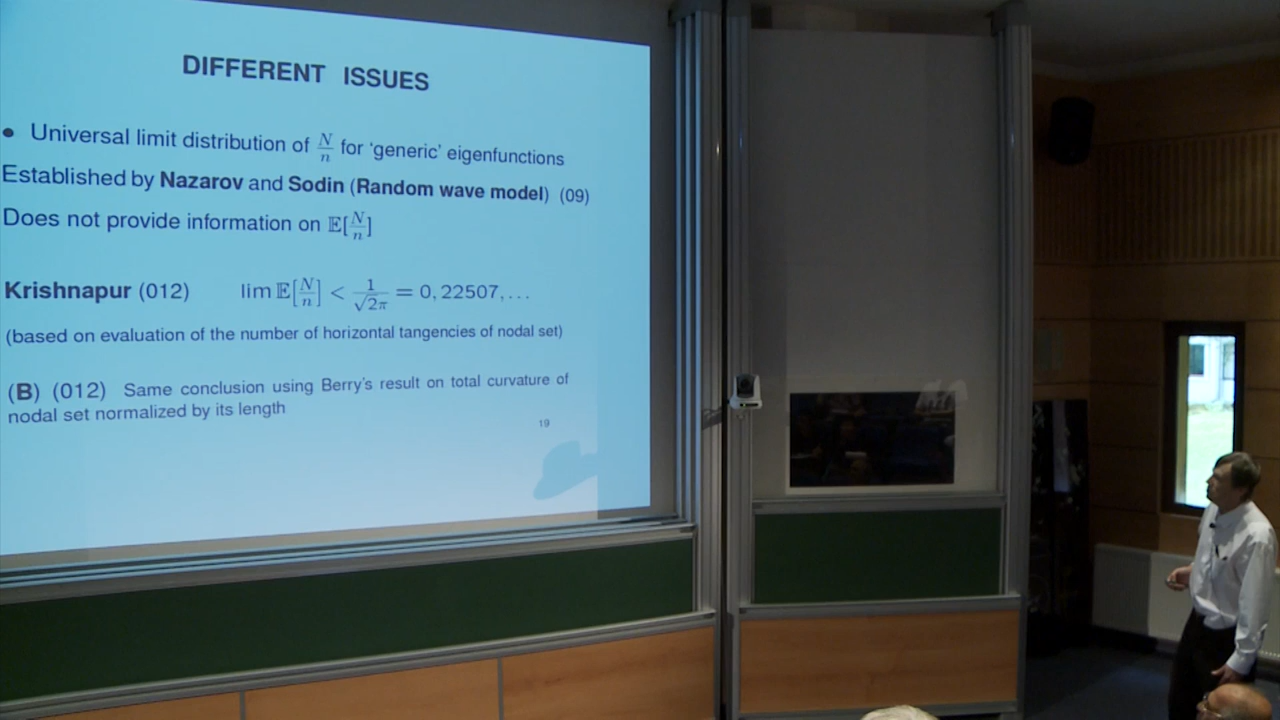 DIFFERENT ISSUES
• Universal limit distribution of N/n for ‘generic’ eigenfunctions
Established by Nazarov and Sodin (Random wave model) (09)
Does not provide information on 𝔼[N/n]
Krishnapur (012) lim 𝔼[N/n] < 1/√2π = 0,22507,...
(based on evaluation of the number of horizontal tangencies of nodal set)
(B) (012) Same conclusion using Berry's result on total curvature of
nodal set normalized by its length
19